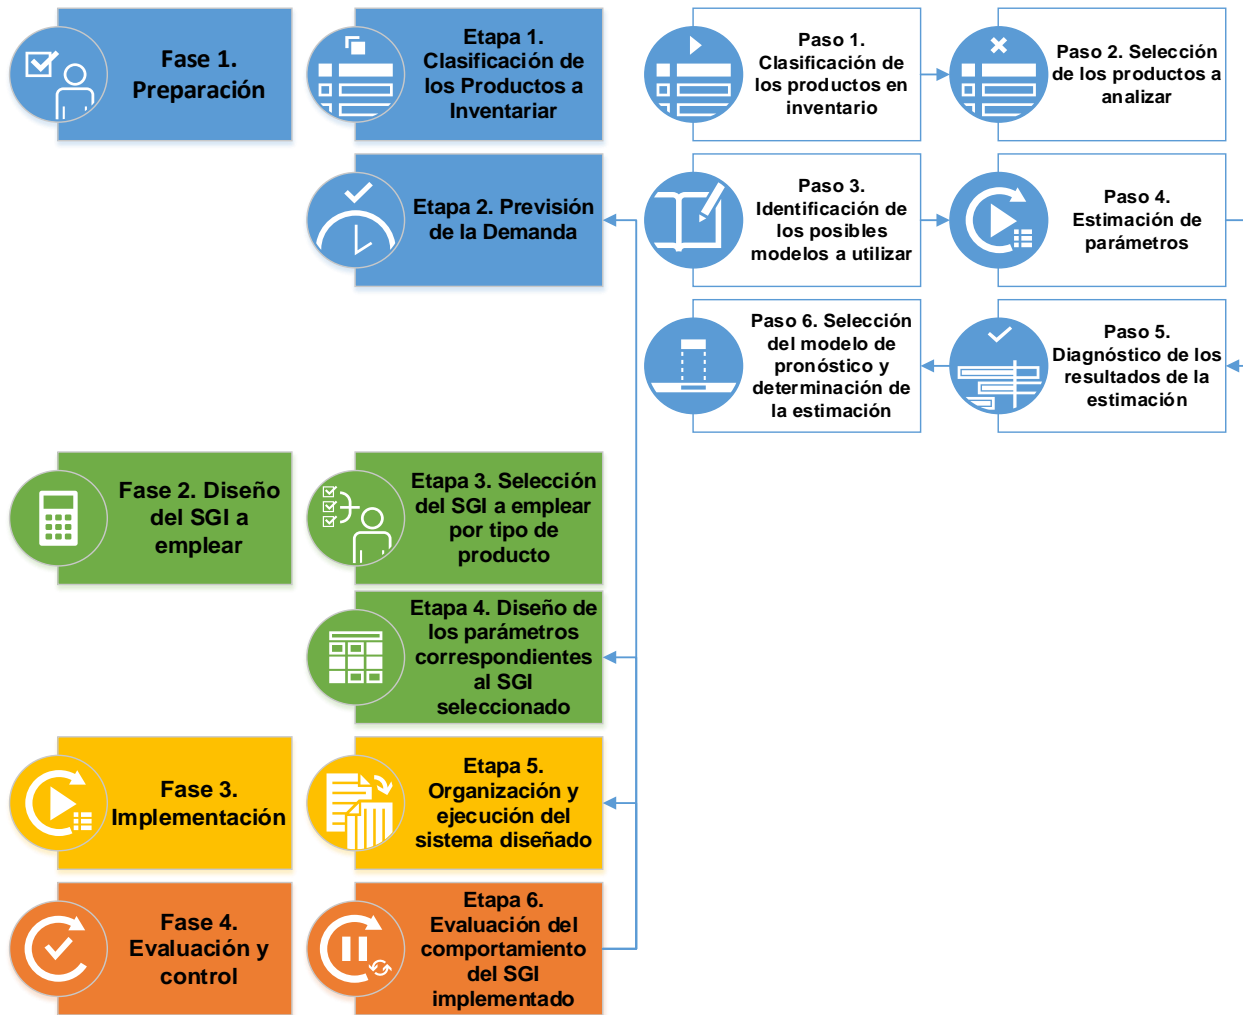 Fase 1.
Preparación
Etapa 1.
Clasificación de
los Productos a
Inventariar
Paso 1.
Clasificación de
los productos en
inventario
Paso 2. Selección
de los productos a
analizar
Etapa 2. Previsión
de la Demanda
Paso 3.
Identificación de
los posibles
modelos a utilizar
Paso 4.
Estimación de
parámetros
Paso 6. Selección
del modelo de
pronóstico y
determinación de
la estimación
Paso 5.
Diagnóstico de los
resultados de la
estimación
Fase 2. Diseño
del SGI a
emplear
Etapa 3. Selección
del SGI a emplear
por tipo de
producto
Etapa 4. Diseño de
los parámetros
correspondientes
al SGI
seleccionado
Fase 3.
Implementación
Etapa 5.
Organización y
ejecución del
sistema diseñado
Fase 4.
Evaluación y
control
Etapa 6.
Evaluación del
comportamiento
del SGI
implementado